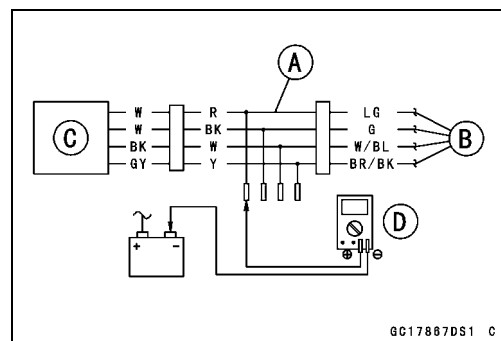 A
W R LG
W BK G
C B
BK W W/BL
GY Y BR/BK
D
+ -
⊕ ⊖
GC17867DS1 C